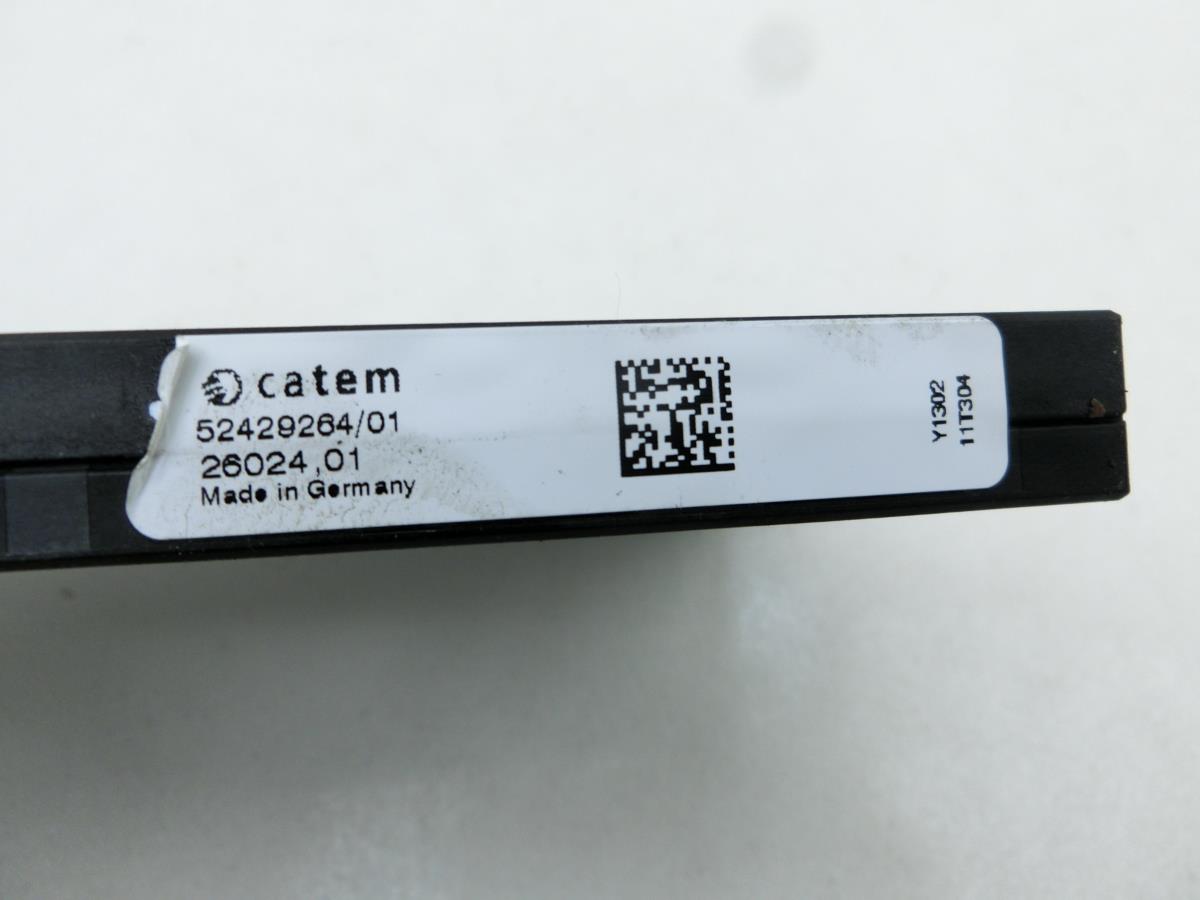 catem
52429264/01
26024,01
Made in Germany
Y1302
11T304